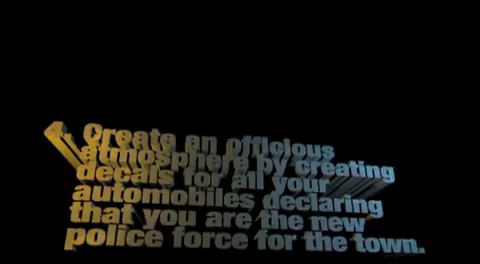 4. Create an officious
atmosphere by creating
decals for all your
automobiles declaring
that you are the new
police force for the town.